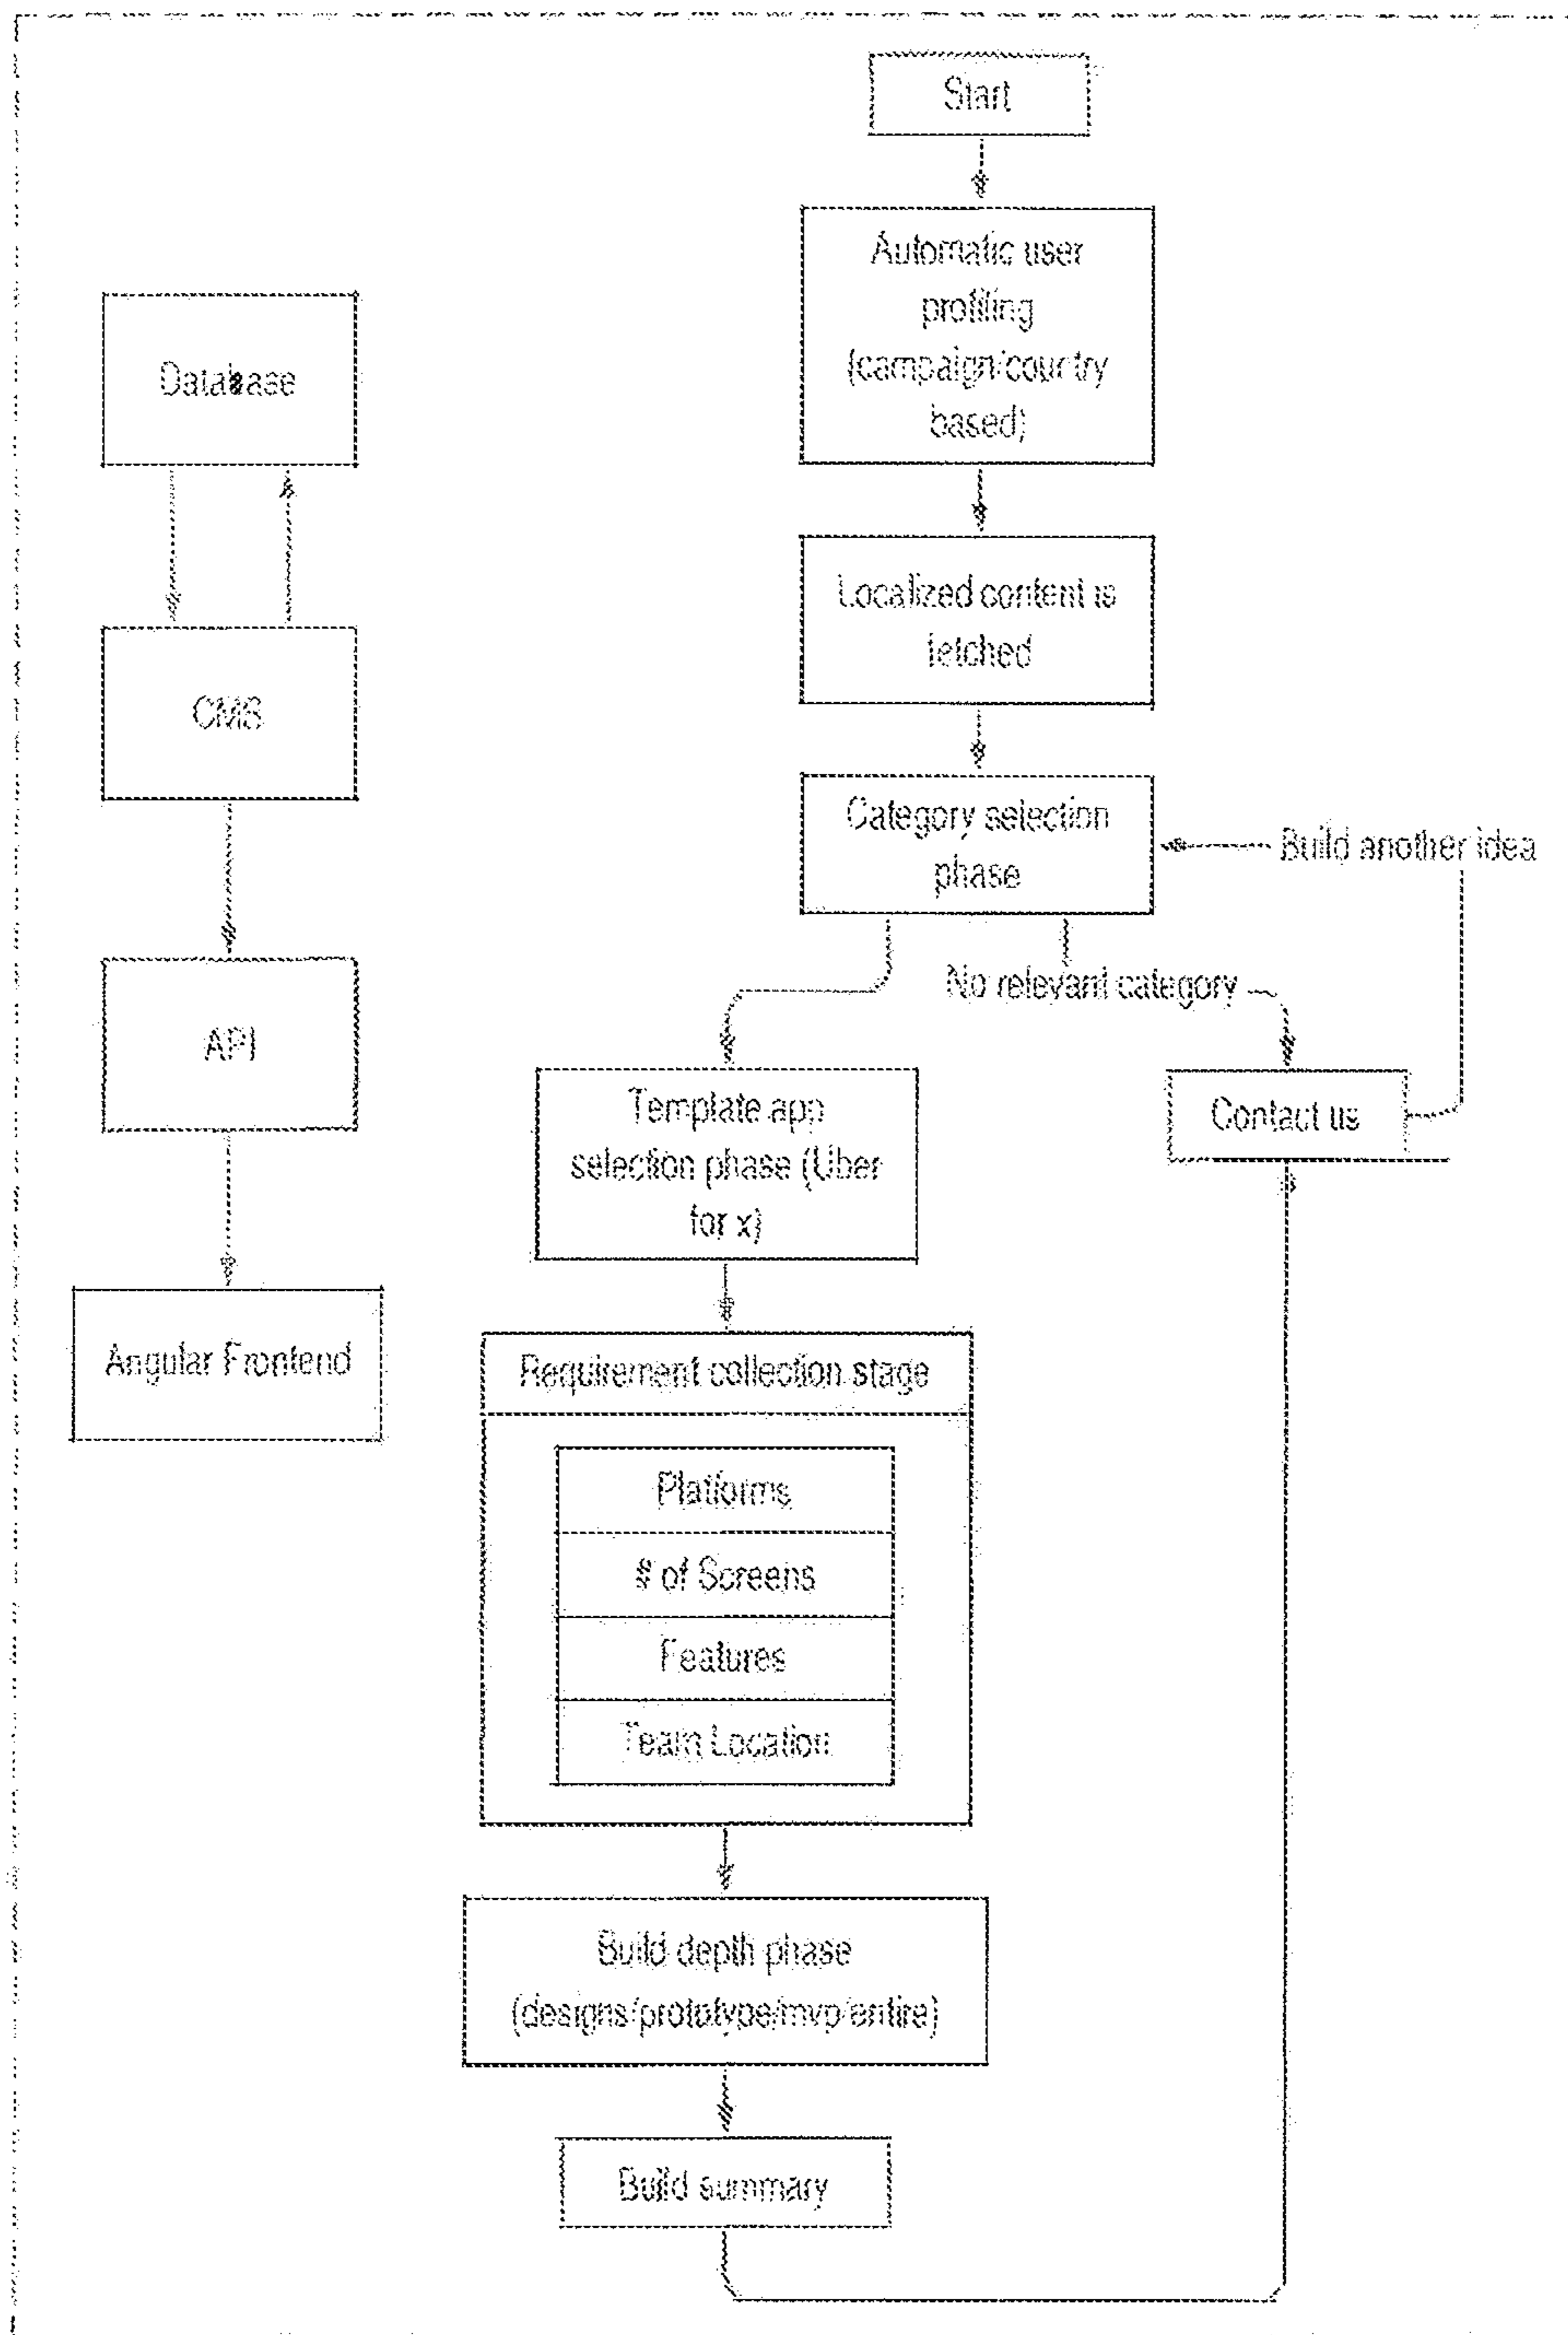 Start
Automatic user
profiling
(campaign/country
based)
Localized content is
fetched
Category selection
phase
Build another idea
No relevant category
Template app
selection phase (Uber
for x)
Contact us
Requirement collection stage
Platforms
# of Screens
Features
Team Location
Build depth phase
(designs/prototype/mvp/entire)
Build summary
Database
CMS
API
Angular Frontend